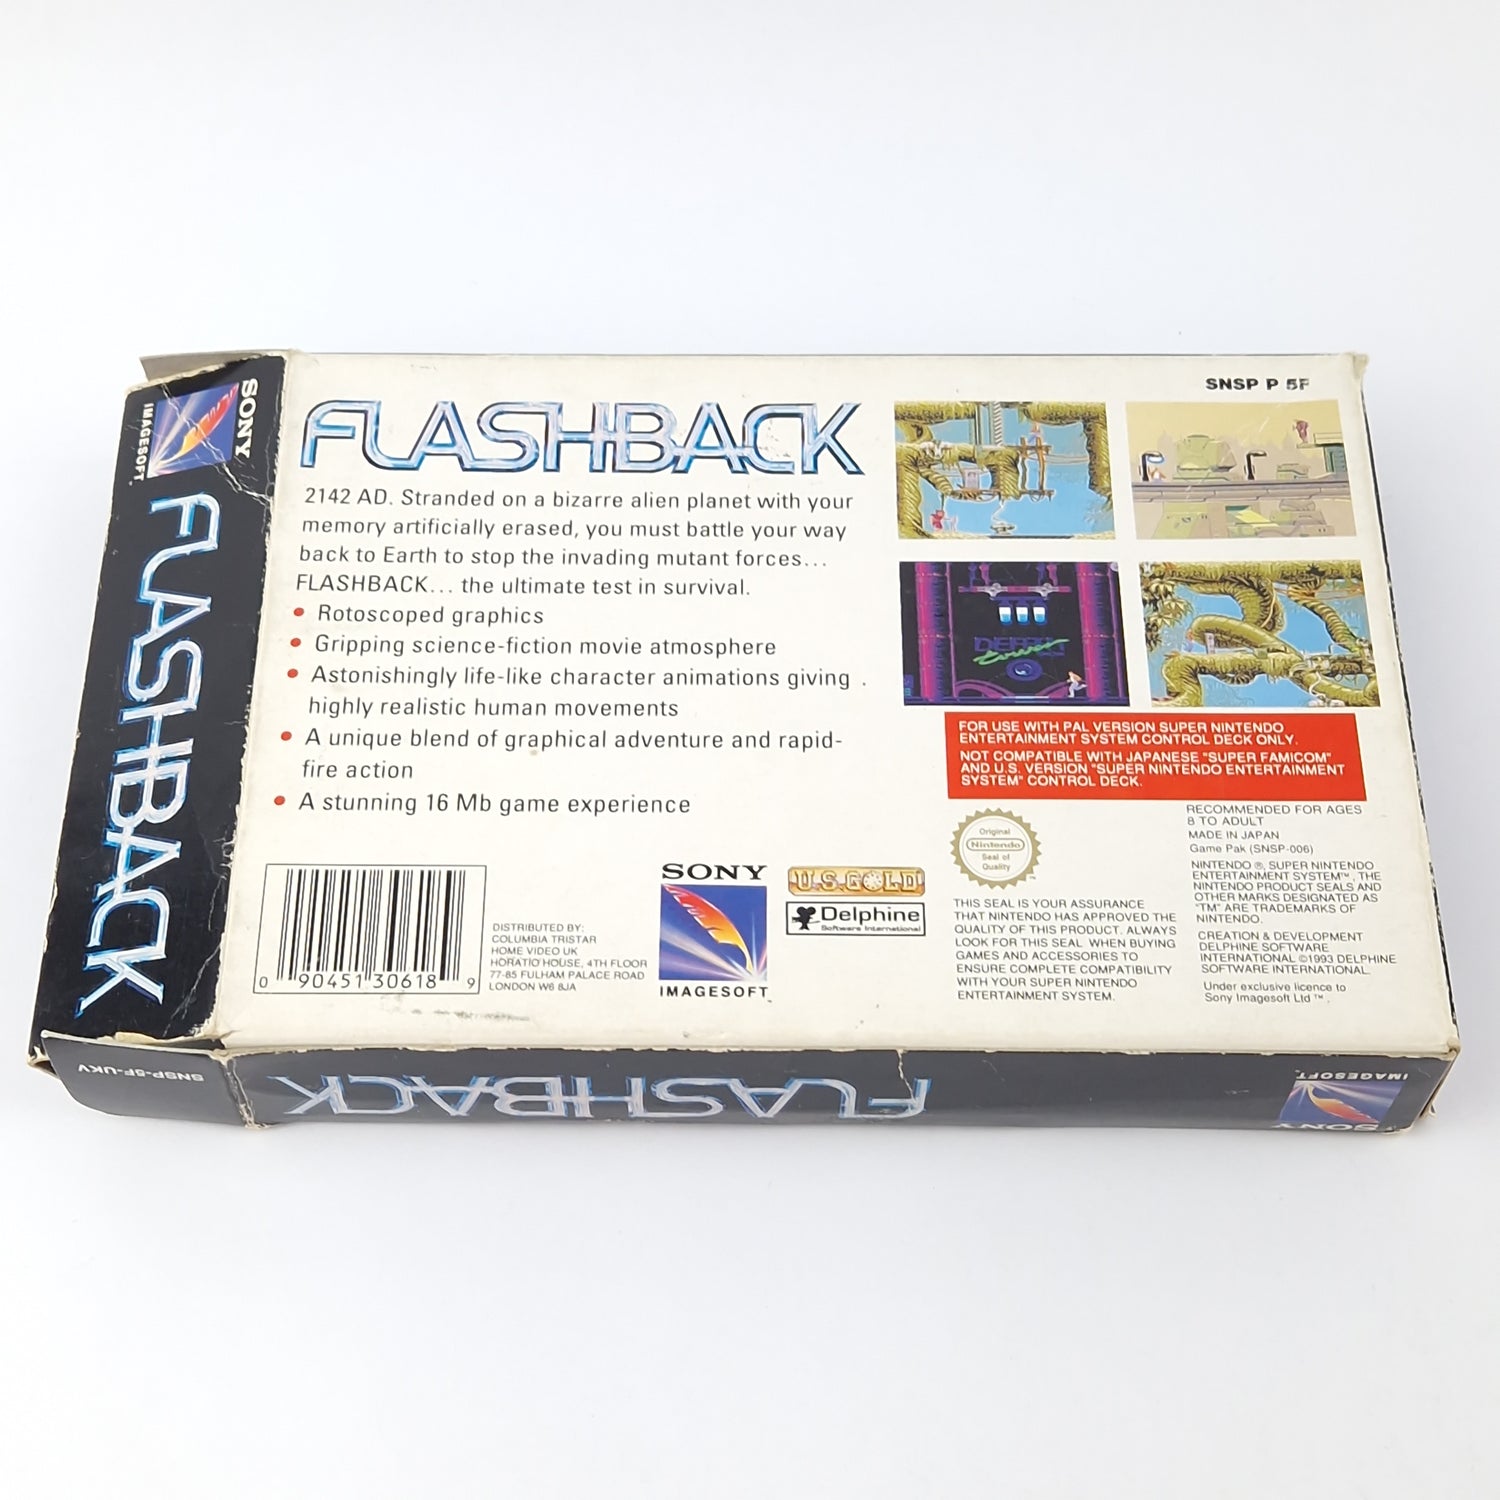 SONY
IMAGESOFT
FLASHBACK
FLASHBACK
2142 AD. Stranded on a bizarre alien planet with your
memory artificially erased, you must battle your way
back to Earth to stop the invading mutant forces...
FLASHBACK... the ultimate test in survival.
• Rotoscoped graphics
• Gripping science-fiction movie atmosphere
• Astonishingly life-like character animations giving
highly realistic human movements
• A unique blend of graphical adventure and rapid-
fire action
• A stunning 16 Mb game experience
0 90451 30618 9
DISTRIBUTED BY:
COLUMBIA TRISTAR
HOME VIDEO UK
HORATIO HOUSE, 4TH FLOOR
77-85 FULHAM PALACE ROAD
LONDON W6 8JA
SONY
IMAGESOFT
U.S. GOLD
Delphine
Software International
SNSP P 5F
TOWER
FOR USE WITH PAL VERSION SUPER NINTENDO
ENTERTAINMENT SYSTEM CONTROL DECK ONLY.
NOT COMPATIBLE WITH JAPANESE "SUPER FAMICOM"
AND U.S. VERSION "SUPER NINTENDO ENTERTAINMENT
SYSTEM" CONTROL DECK.
Original
Nintendo
Seal of
Quality
THIS SEAL IS YOUR ASSURANCE
THAT NINTENDO HAS APPROVED THE
QUALITY OF THIS PRODUCT. ALWAYS
LOOK FOR THIS SEAL WHEN BUYING
GAMES AND ACCESSORIES TO
ENSURE COMPLETE COMPATIBILITY
WITH YOUR SUPER NINTENDO
ENTERTAINMENT SYSTEM.
RECOMMENDED FOR AGES
8 TO ADULT
MADE IN JAPAN
Game Pak (SNSP-006)
NINTENDO ®, SUPER NINTENDO
ENTERTAINMENT SYSTEM™, THE
NINTENDO PRODUCT SEALS AND
OTHER MARKS DESIGNATED AS
"TM" ARE TRADEMARKS OF
NINTENDO.
CREATION & DEVELOPMENT
DELPHINE SOFTWARE
INTERNATIONAL ©1993 DELPHINE
SOFTWARE INTERNATIONAL.
Under exclusive licence to
Sony Imagesoft Ltd ™.
SNSP-5F-UKV
FLASHBACK
SONY
IMAGESOFT